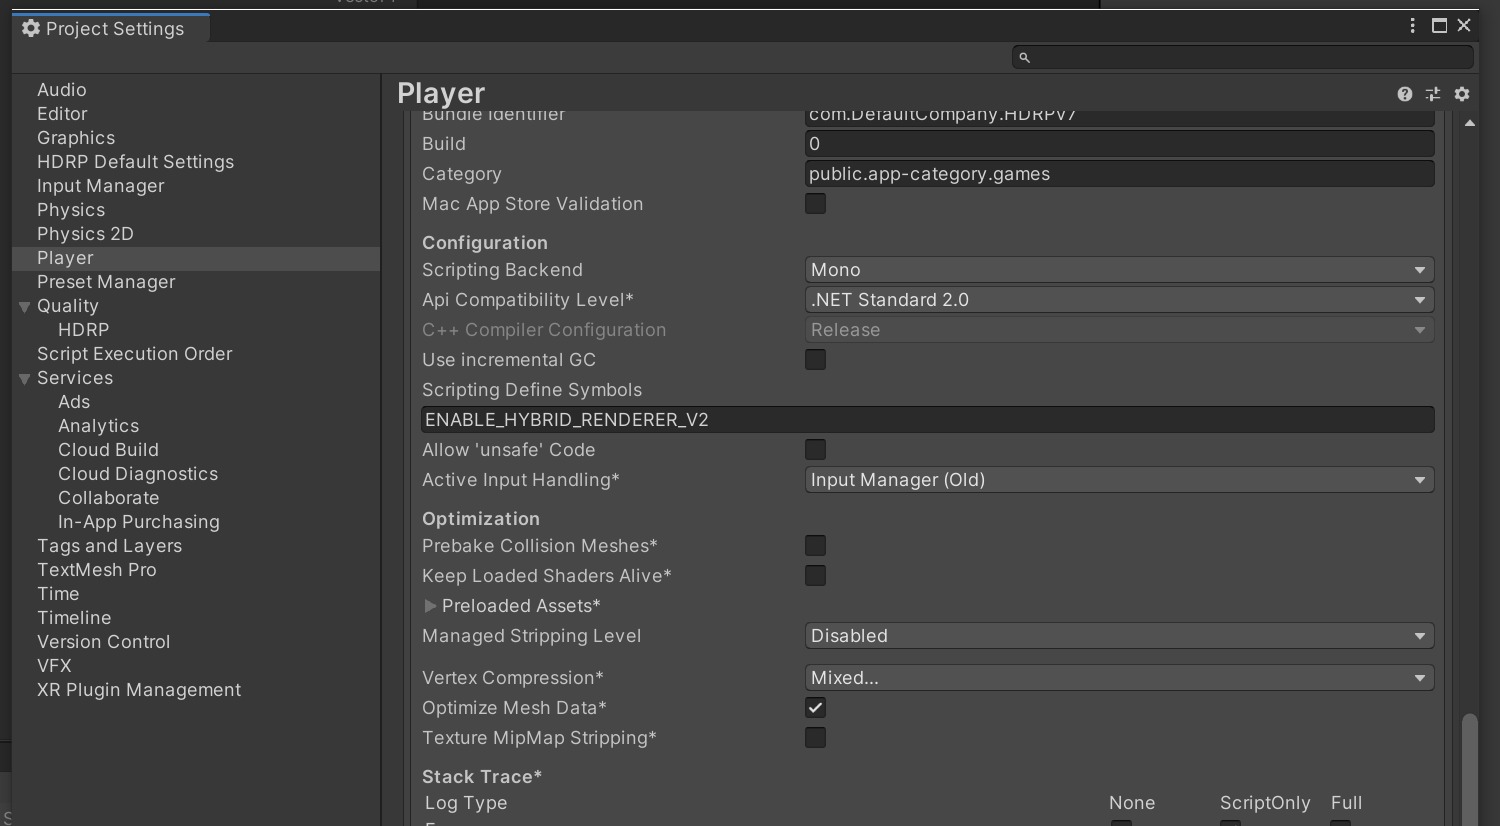 Project Settings
Audio
Editor
Graphics
HDRP Default Settings
Input Manager
Physics
Physics 2D
Player
Preset Manager
Quality
HDRP
Script Execution Order
Services
Ads
Analytics
Cloud Build
Cloud Diagnostics
Collaborate
In-App Purchasing
Tags and Layers
TextMesh Pro
Time
Timeline
Version Control
VFX
XR Plugin Management
Player
Bundle Identifier com.DefaultCompany.HDRPv7
Build 0
Category public.app-category.games
Mac App Store Validation
Configuration
Scripting Backend Mono
Api Compatibility Level* .NET Standard 2.0
C++ Compiler Configuration Release
Use incremental GC
Scripting Define Symbols
ENABLE_HYBRID_RENDERER_V2
Allow 'unsafe' Code
Active Input Handling* Input Manager (Old)
Optimization
Prebake Collision Meshes*
Keep Loaded Shaders Alive*
Preloaded Assets*
Managed Stripping Level Disabled
Vertex Compression* Mixed...
Optimize Mesh Data*
Texture MipMap Stripping*
Stack Trace*
Log Type None ScriptOnly Full